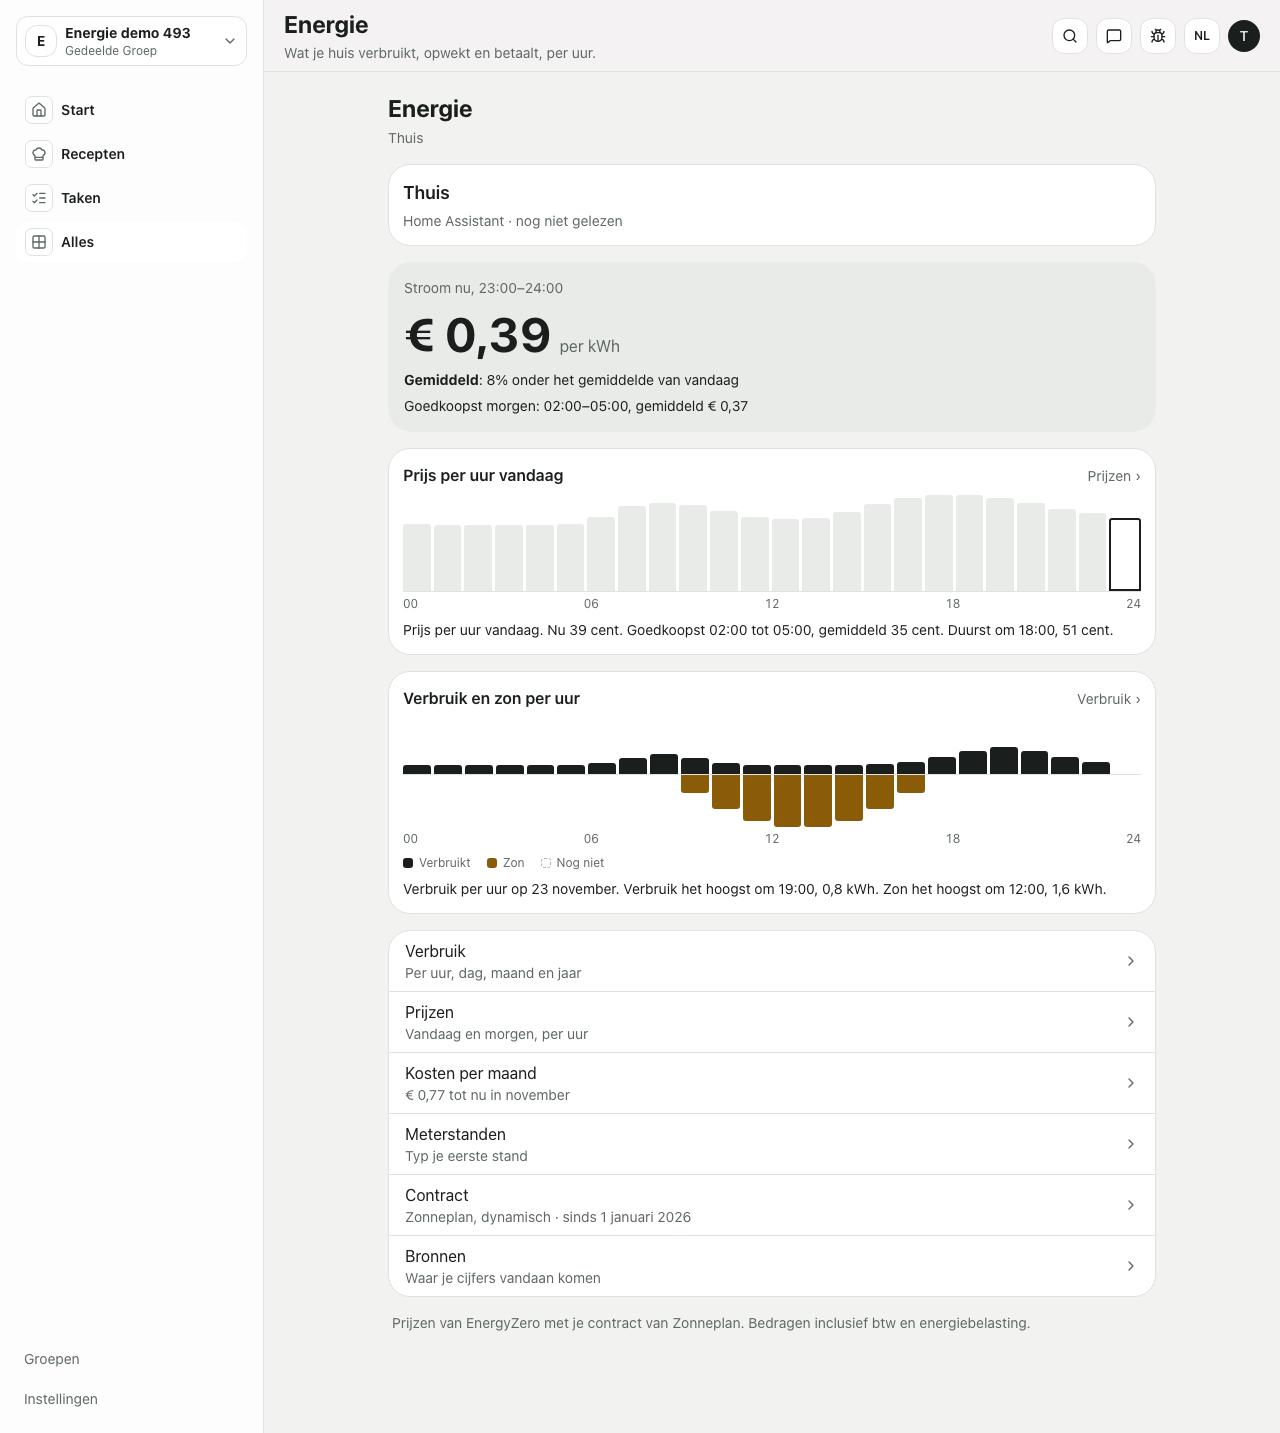 E
Energie demo 493
Gedeelde Groep
Start
Recepten
Taken
Alles
Groepen
Instellingen
Energie
Wat je huis verbruikt, opwekt en betaalt, per uur.
NL
T
Energie
Thuis
Thuis
Home Assistant · nog niet gelezen
Stroom nu, 23:00–24:00
€ 0,39 per kWh
Gemiddeld: 8% onder het gemiddelde van vandaag
Goedkoopst morgen: 02:00–05:00, gemiddeld € 0,37
Prijs per uur vandaag
Prijzen ›
00 06 12 18 24
Prijs per uur vandaag. Nu 39 cent. Goedkoopst 02:00 tot 05:00, gemiddeld 35 cent. Duurst om 18:00, 51 cent.
Verbruik en zon per uur
Verbruik ›
00 06 12 18 24
Verbruikt Zon Nog niet
Verbruik per uur op 23 november. Verbruik het hoogst om 19:00, 0,8 kWh. Zon het hoogst om 12:00, 1,6 kWh.
Verbruik
Per uur, dag, maand en jaar
Prijzen
Vandaag en morgen, per uur
Kosten per maand
€ 0,77 tot nu in november
Meterstanden
Typ je eerste stand
Contract
Zonneplan, dynamisch · sinds 1 januari 2026
Bronnen
Waar je cijfers vandaan komen
Prijzen van EnergyZero met je contract van Zonneplan. Bedragen inclusief btw en energiebelasting.